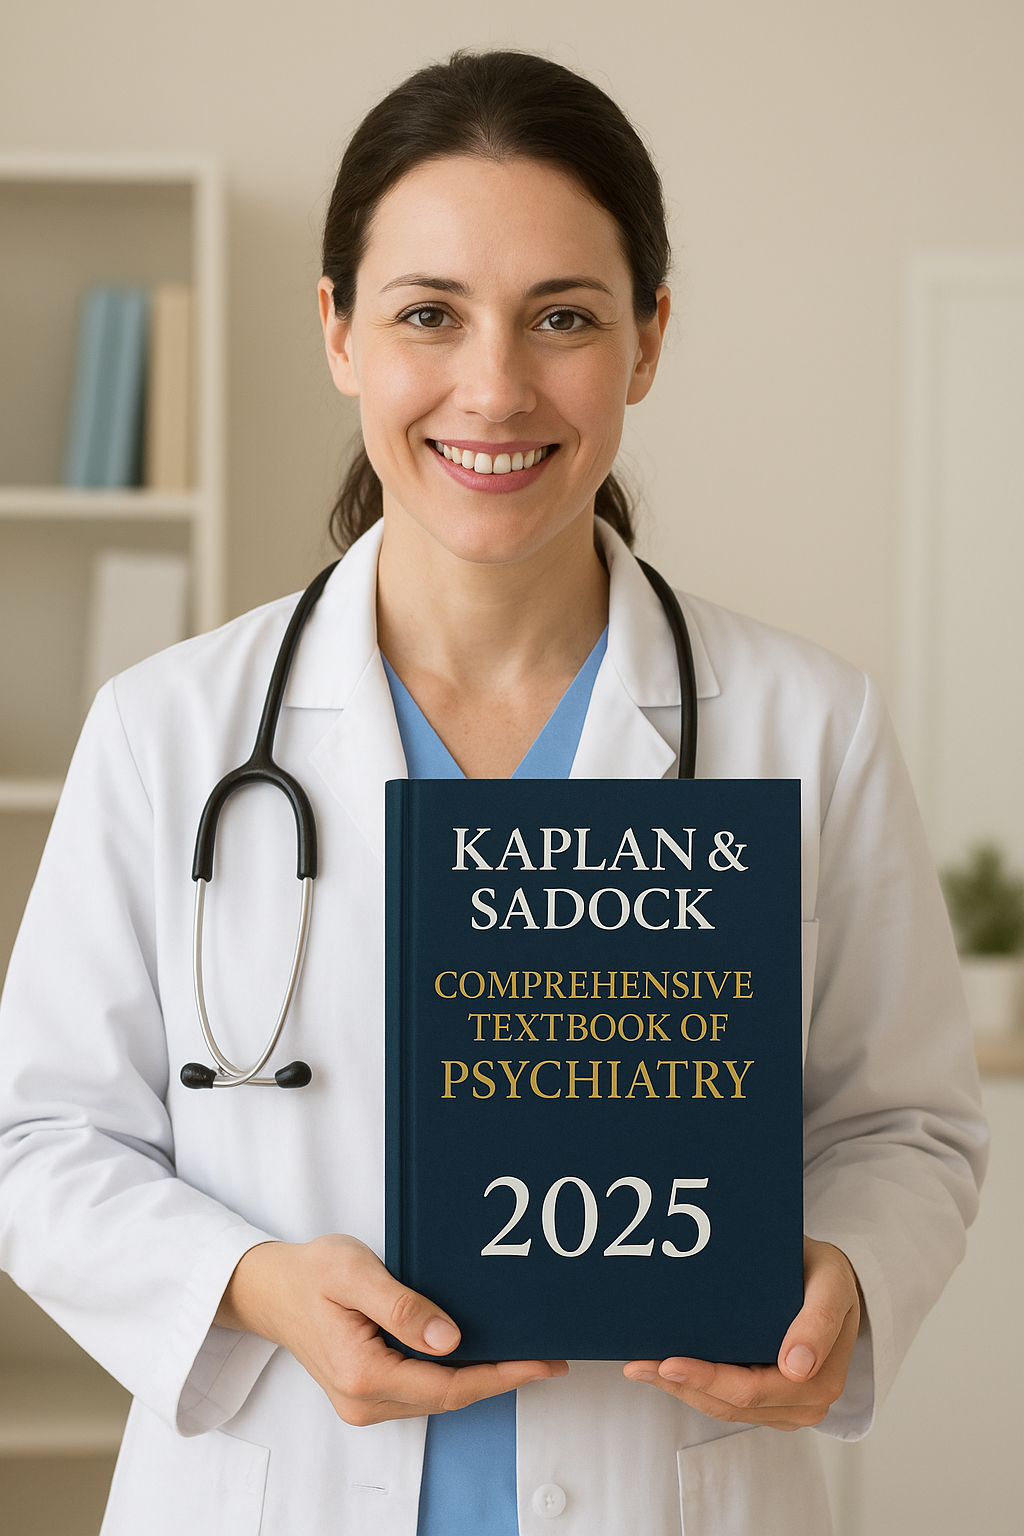 KAPLAN &
SADOCK
COMPREHENSIVE
TEXTBOOK OF
PSYCHIATRY
2025